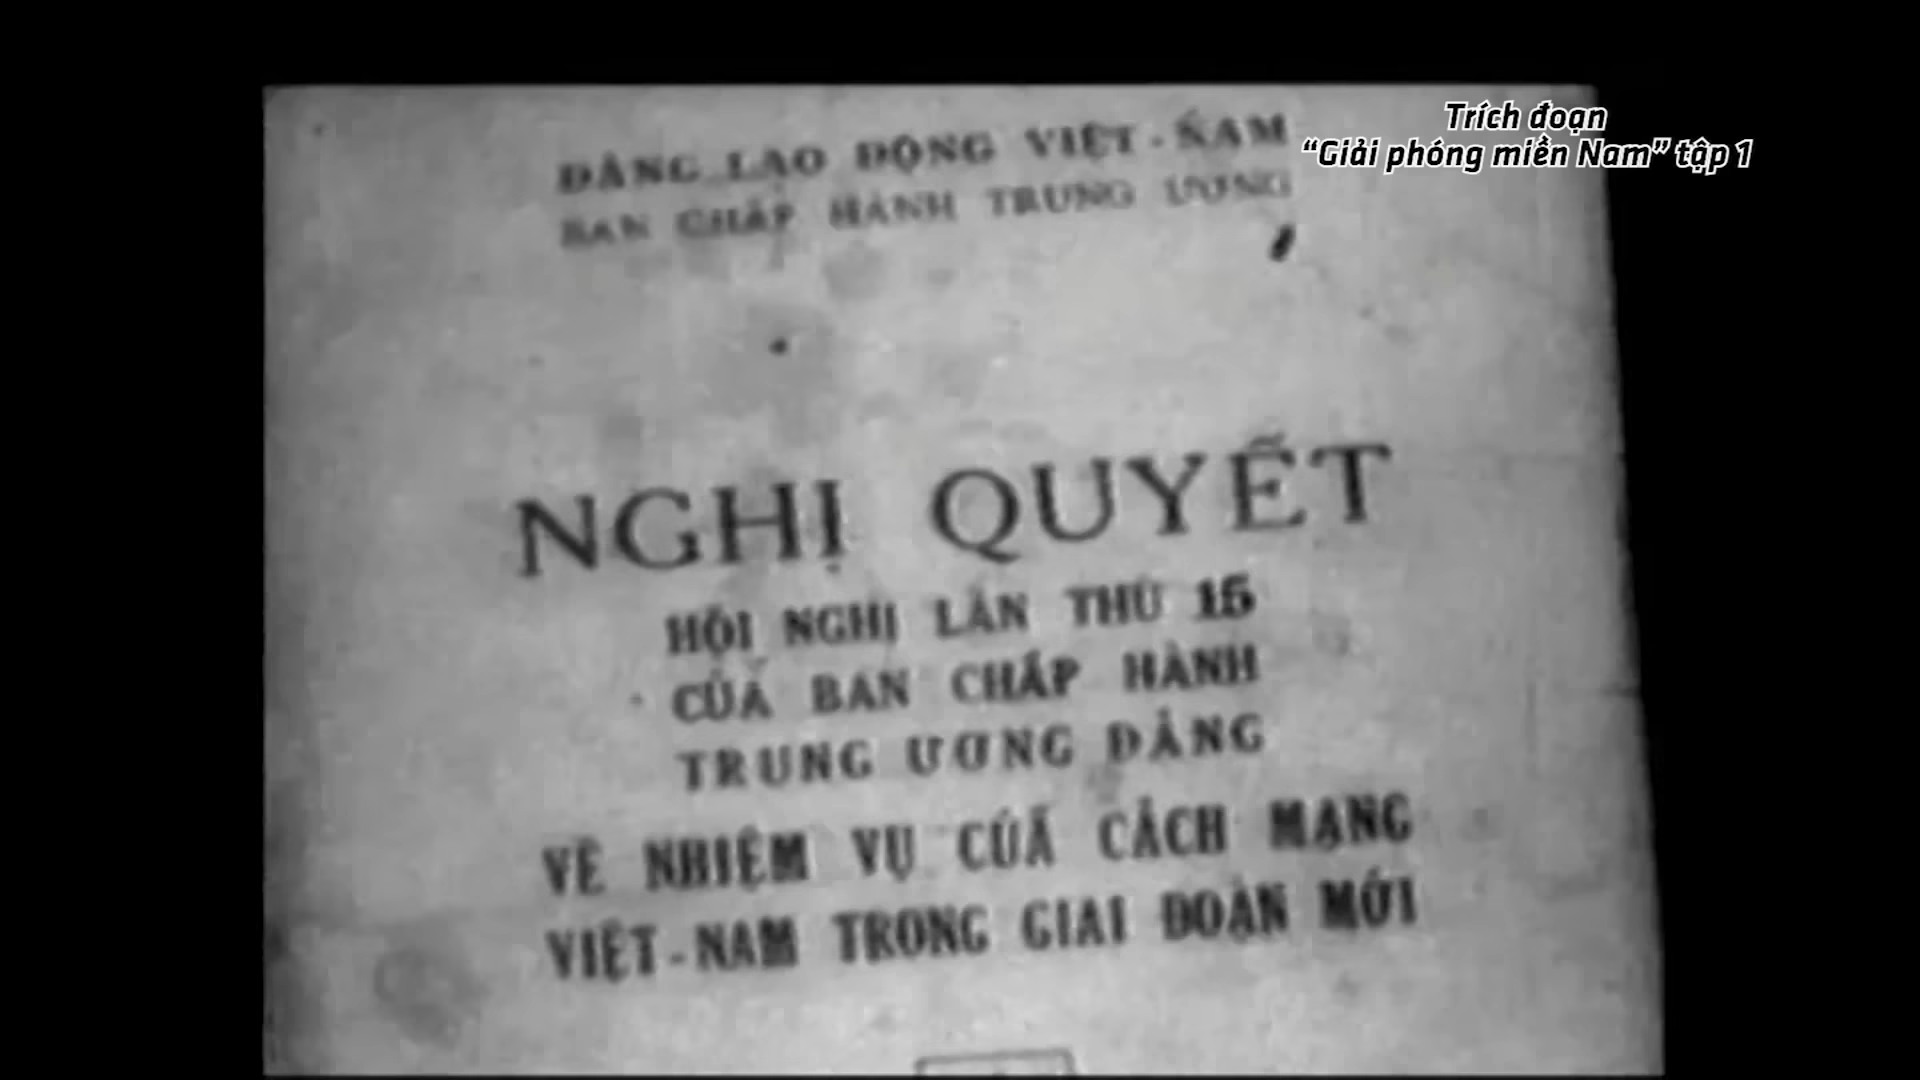 Trích đoạn
“Giải phóng miền Nam” tập 1
ĐẢNG LAO ĐỘNG VIỆT-NAM
BAN CHẤP HÀNH TRUNG ƯƠNG
NGHỊ QUYẾT
HỘI NGHỊ LẦN THỨ 15
CỦA BAN CHẤP HÀNH
TRUNG ƯƠNG ĐẢNG
VỀ NHIỆM VỤ CỦA CÁCH MẠNG
VIỆT-NAM TRONG GIAI ĐOẠN MỚI